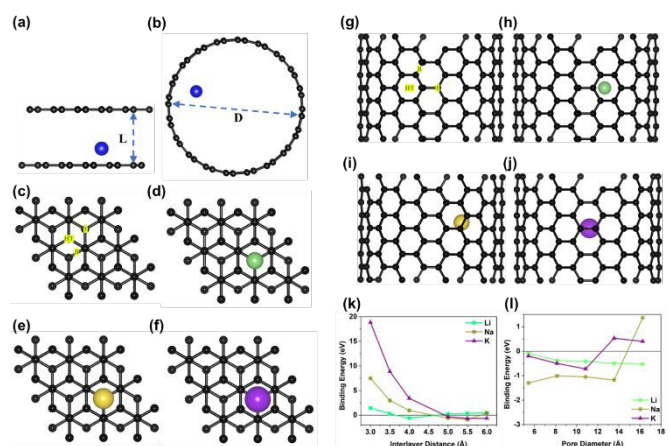 (a)
(b)
L
D
(c)
(d)
(e)
(f)
(g)
HT
(h)
(i)
(j)
(k)
Binding Energy (eV)
20
15
10
5
0
Li
Na
K
3.0 3.5 4.0 4.5 5.0 5.5 6.0
Interlayer Distance (Å)
(l)
Binding Energy (eV)
1
0
-1
-2
-3
Li
Na
K
6 8 10 12 14 16 18
Pore Diameter (Å)